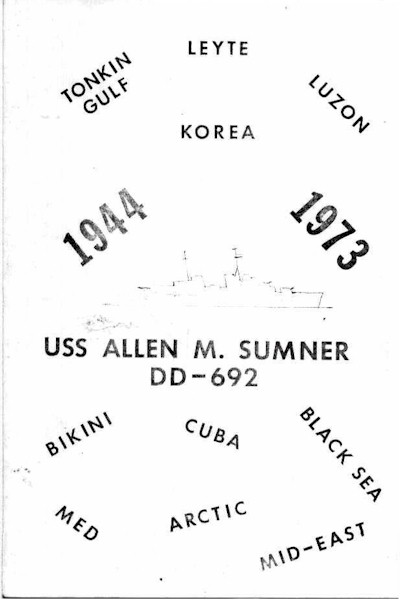 LEYTE
TONKIN
GULF
LUZON
KOREA
1944
1973
USS ALLEN M. SUMNER
DD-692
BIKINI
CUBA
BLACK SEA
MED
ARCTIC
MID-EAST